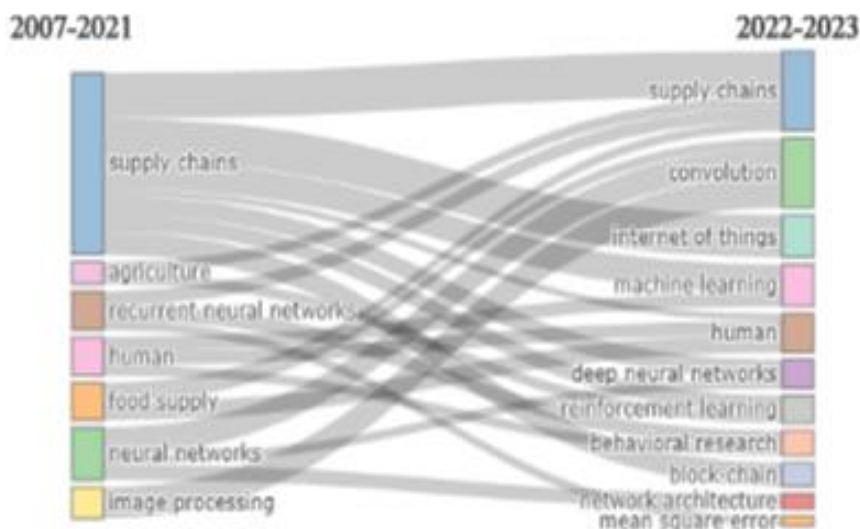 2007-2021
2022-2023
supply chains
agriculture
recurrent neural networks
human
food supply
neural networks
image processing
supply chains
convolution
internet of things
machine learning
human
deep neural networks
reinforcement learning
behavioral research
block-chain
network architecture
mean square error